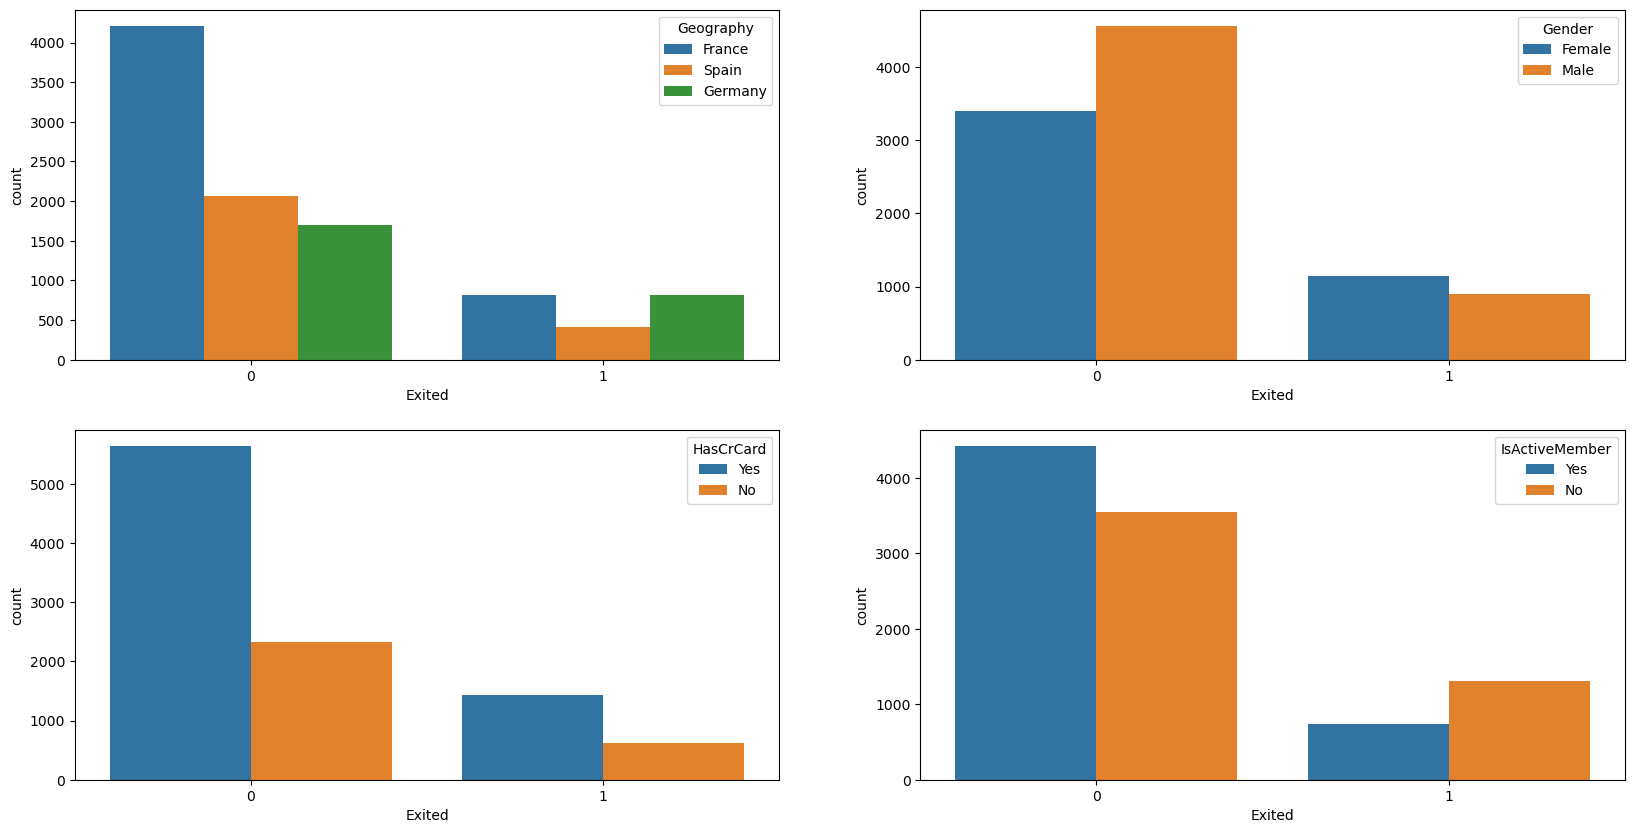 Geography
France
Spain
Germany
4000
3500
3000
2500
2000
1500
1000
500
0
count
0 1
Exited
Gender
Female
Male
4000
3000
2000
1000
0
count
0 1
Exited
HasCrCard
Yes
No
5000
4000
3000
2000
1000
0
count
0 1
Exited
IsActiveMember
Yes
No
4000
3000
2000
1000
0
count
0 1
Exited